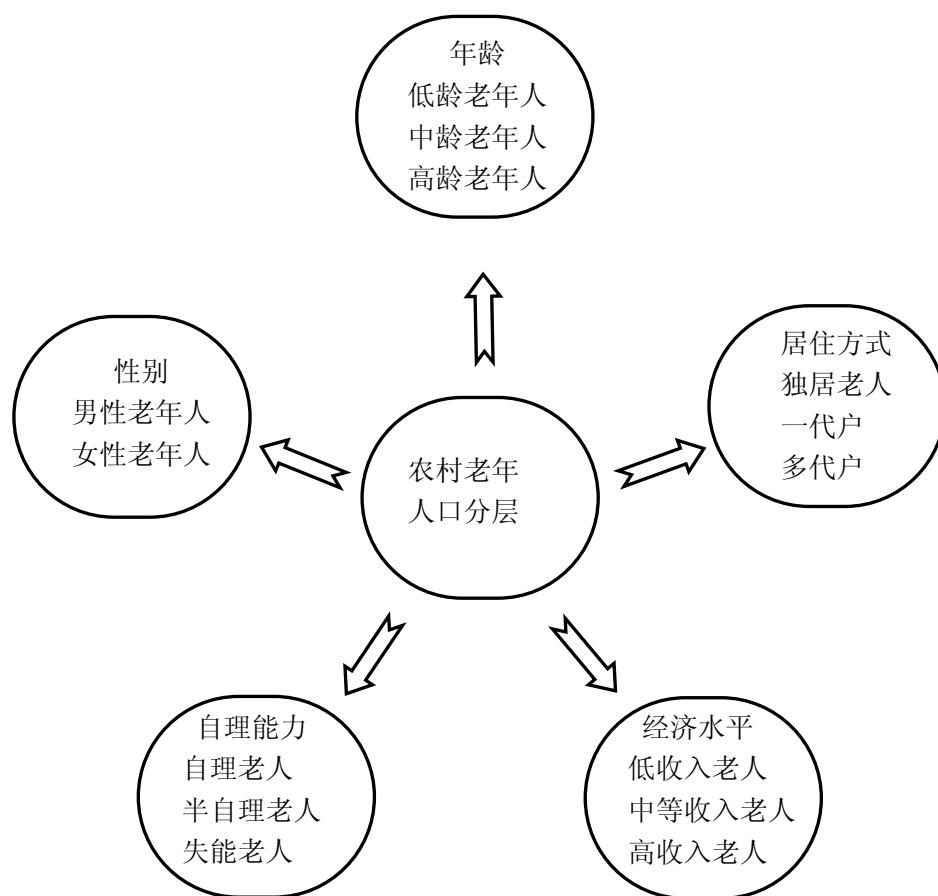 年龄
低龄老年人
中龄老年人
高龄老年人
性别
男性老年人
女性老年人
居住方式
独居老人
一代户
多代户
农村老年
人口分层
自理能力
自理老人
半自理老人
失能老人
经济水平
低收入老人
中等收入老人
高收入老人